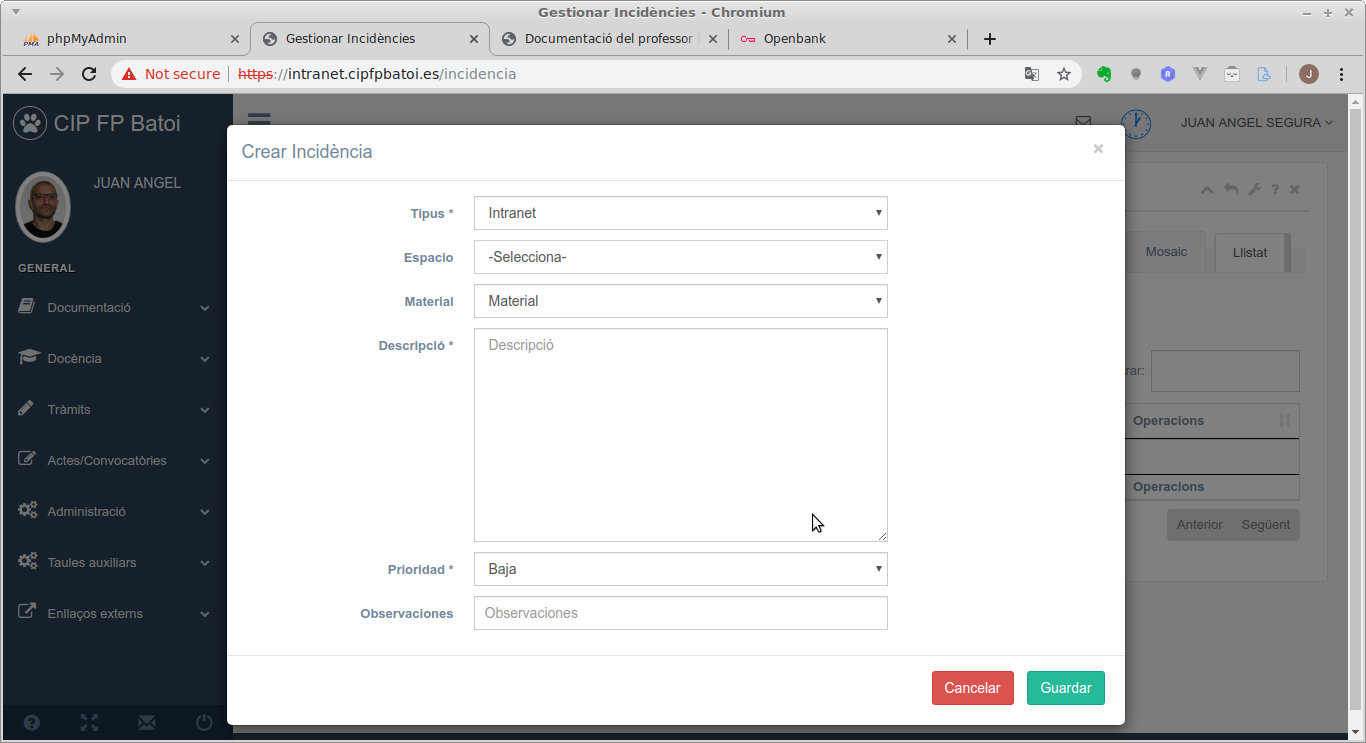 Gestionar Incidències - Chromium
phpMyAdmin
Gestionar Incidències
Documentació del professor
Openbank
Not secure
https://intranet.cipfpbatoi.es/incidencia
J
CIP FP Batoi
JUAN ANGEL SEGURA
JUAN ANGEL
GENERAL
Documentació
Docència
Tràmits
Actes/Convocatòries
Administració
Taules auxiliars
Enllaços externs
Crear Incidència
Tipus *
Intranet
Espacio
-Selecciona-
Material
Material
Descripció *
Descripció
Prioridad *
Baja
Observaciones
Observaciones
Cancelar
Guardar
Mosaic
Llistat
rar:
Operacions
Operacions
Anterior
Següent